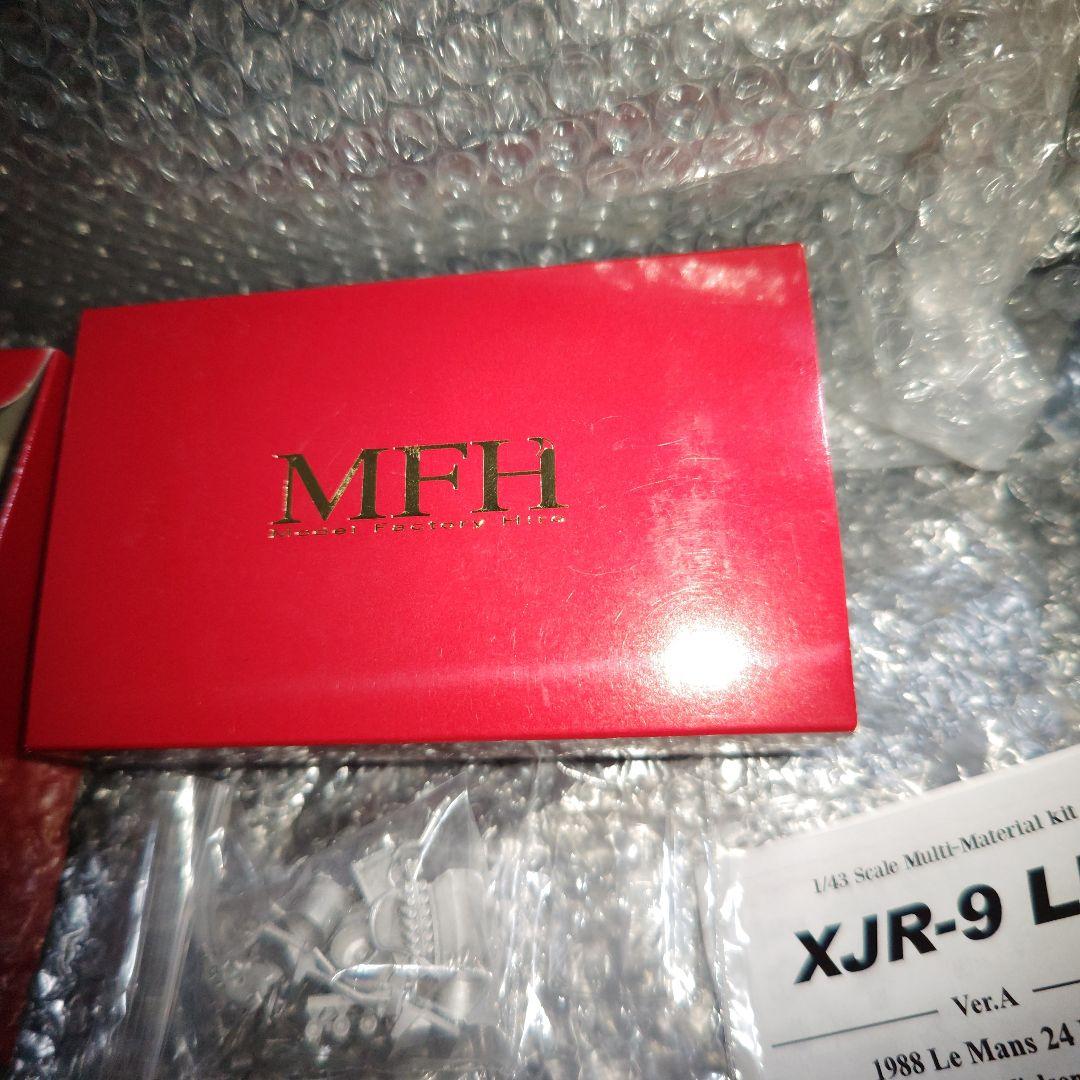 MFH
Model Factory Hiro
1/43 Scale Multi-Material Kit
XJR-9 L
Ver.A
1988 Le Mans 24